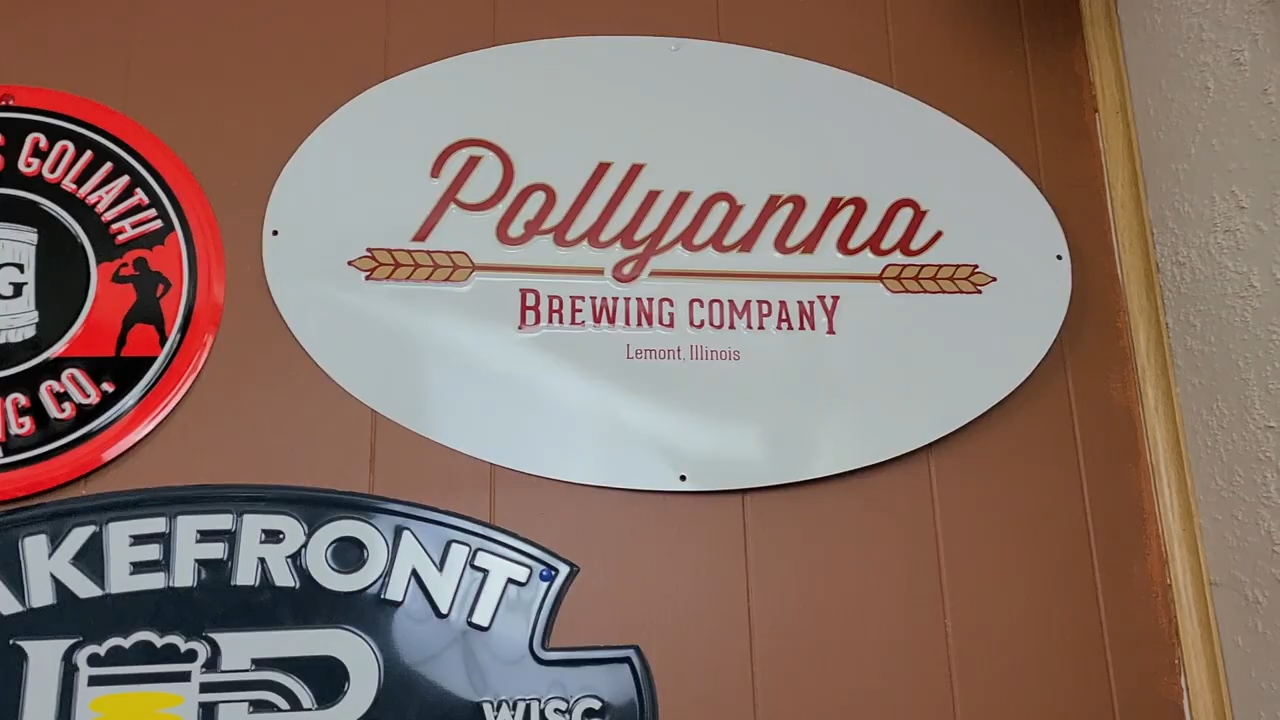 GOLIATH
G
CO.
Pollyanna
BREWING COMPANY
Lemont, Illinois
AKEFRONT
WISC